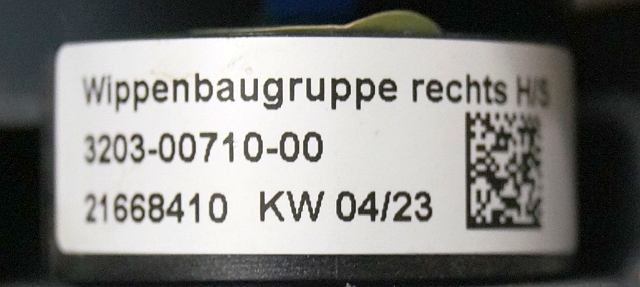 Wippenbaugruppe rechts H/S
3203-00710-00
21668410 KW 04/23